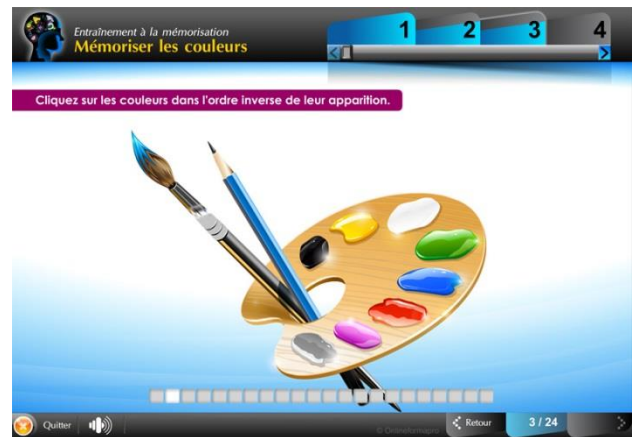 Entraînement à la mémorisation
Mémoriser les couleurs
1 2 3 4
Cliquez sur les couleurs dans l'ordre inverse de leur apparition.
Quitter
Retour
3 / 24